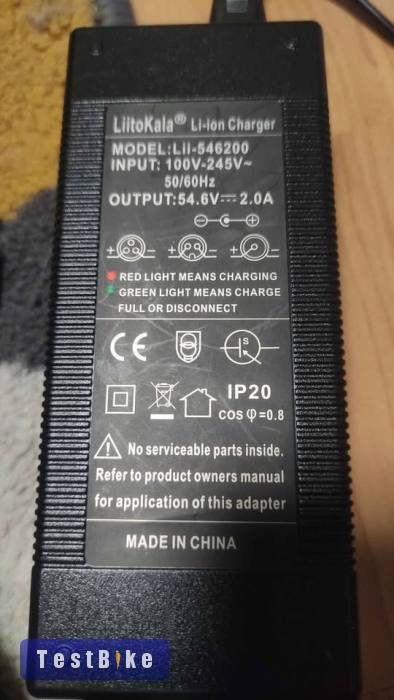 LiitoKala® Li-ion Charger
MODEL:Lii-546200
INPUT: 100V-245V~
50/60Hz
OUTPUT:54.6V⎓2.0A
- C +
+ + +
RED LIGHT MEANS CHARGING
GREEN LIGHT MEANS CHARGE
FULL OR DISCONNECT
CE S
IP20
COS φ=0.8
No serviceable parts inside.
Refer to product owners manual
for application of this adapter
MADE IN CHINA
TestBike